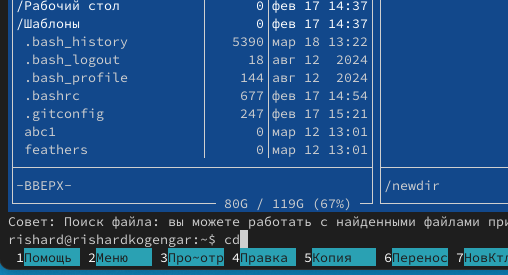 /Рабочий стол 0 фев 17 14:37
/Шаблоны 0 фев 17 14:37
.bash_history 5390 мар 18 13:22
.bash_logout 18 авг 12 2024
.bash_profile 144 авг 12 2024
.bashrc 677 фев 17 14:54
.gitconfig 247 фев 17 15:21
abc1 0 мар 12 13:01
feathers 0 мар 12 13:01
-ВВЕРХ- /newdir
80G / 119G (67%)
Совет: Поиск файла: вы можете работать с найденными файлами при
rishard@rishardkogengar:~$ cd
1Помощь 2Меню 3Про~отр 4Правка 5Копия 6Перенос 7НовКтл